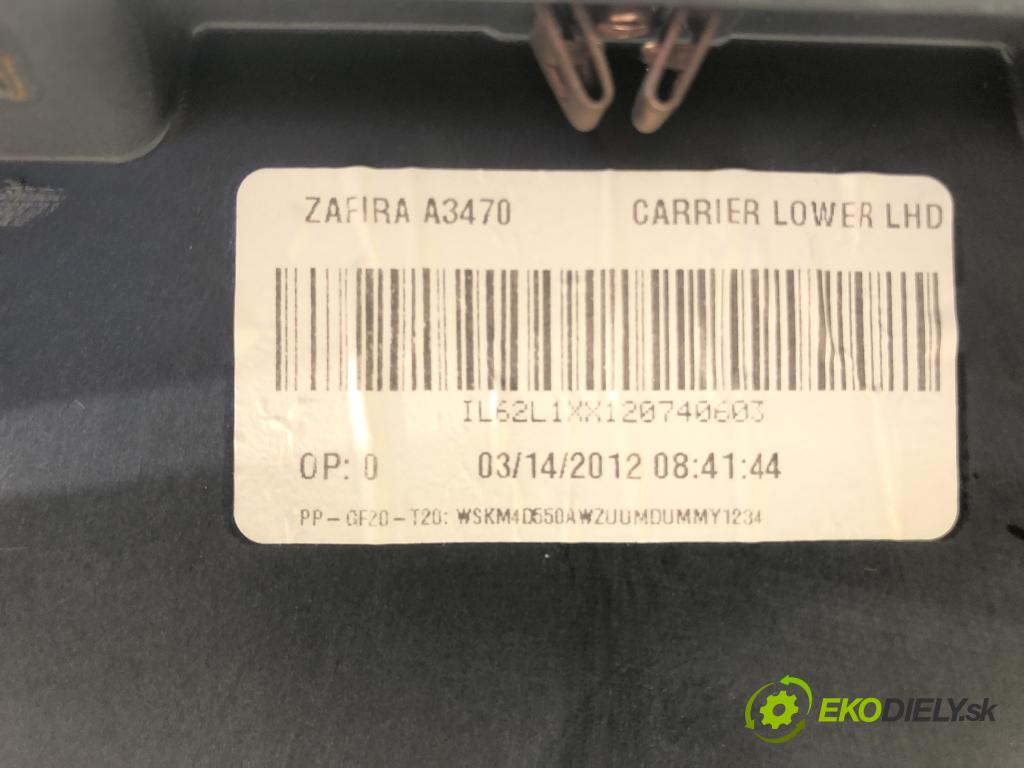 ZAFIRA A3470 CARRIER LOWER LHD
IL62L1XX120740603
OP: 0 03/14/2012 08:41:44
PP-GF20-T20: WSKM4D550AWZUUMDUMMY1234
EKODIELY.sk